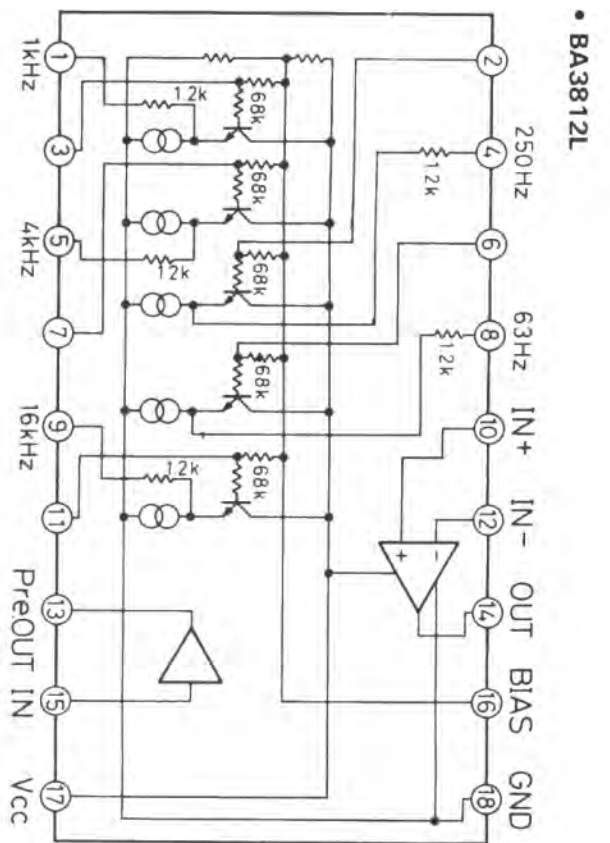 • BA3812L
2
4
250Hz
6
8
63Hz
10
IN+
12
IN−
14
OUT
16
BIAS
18
GND
1.2k
1.2k
68k
68k
68k
68k
68k
+
−
1.2k
1.2k
1.2k
1
1kHz
3
5
4kHz
7
9
16kHz
11
13
PreOUT
15
IN
17
Vcc